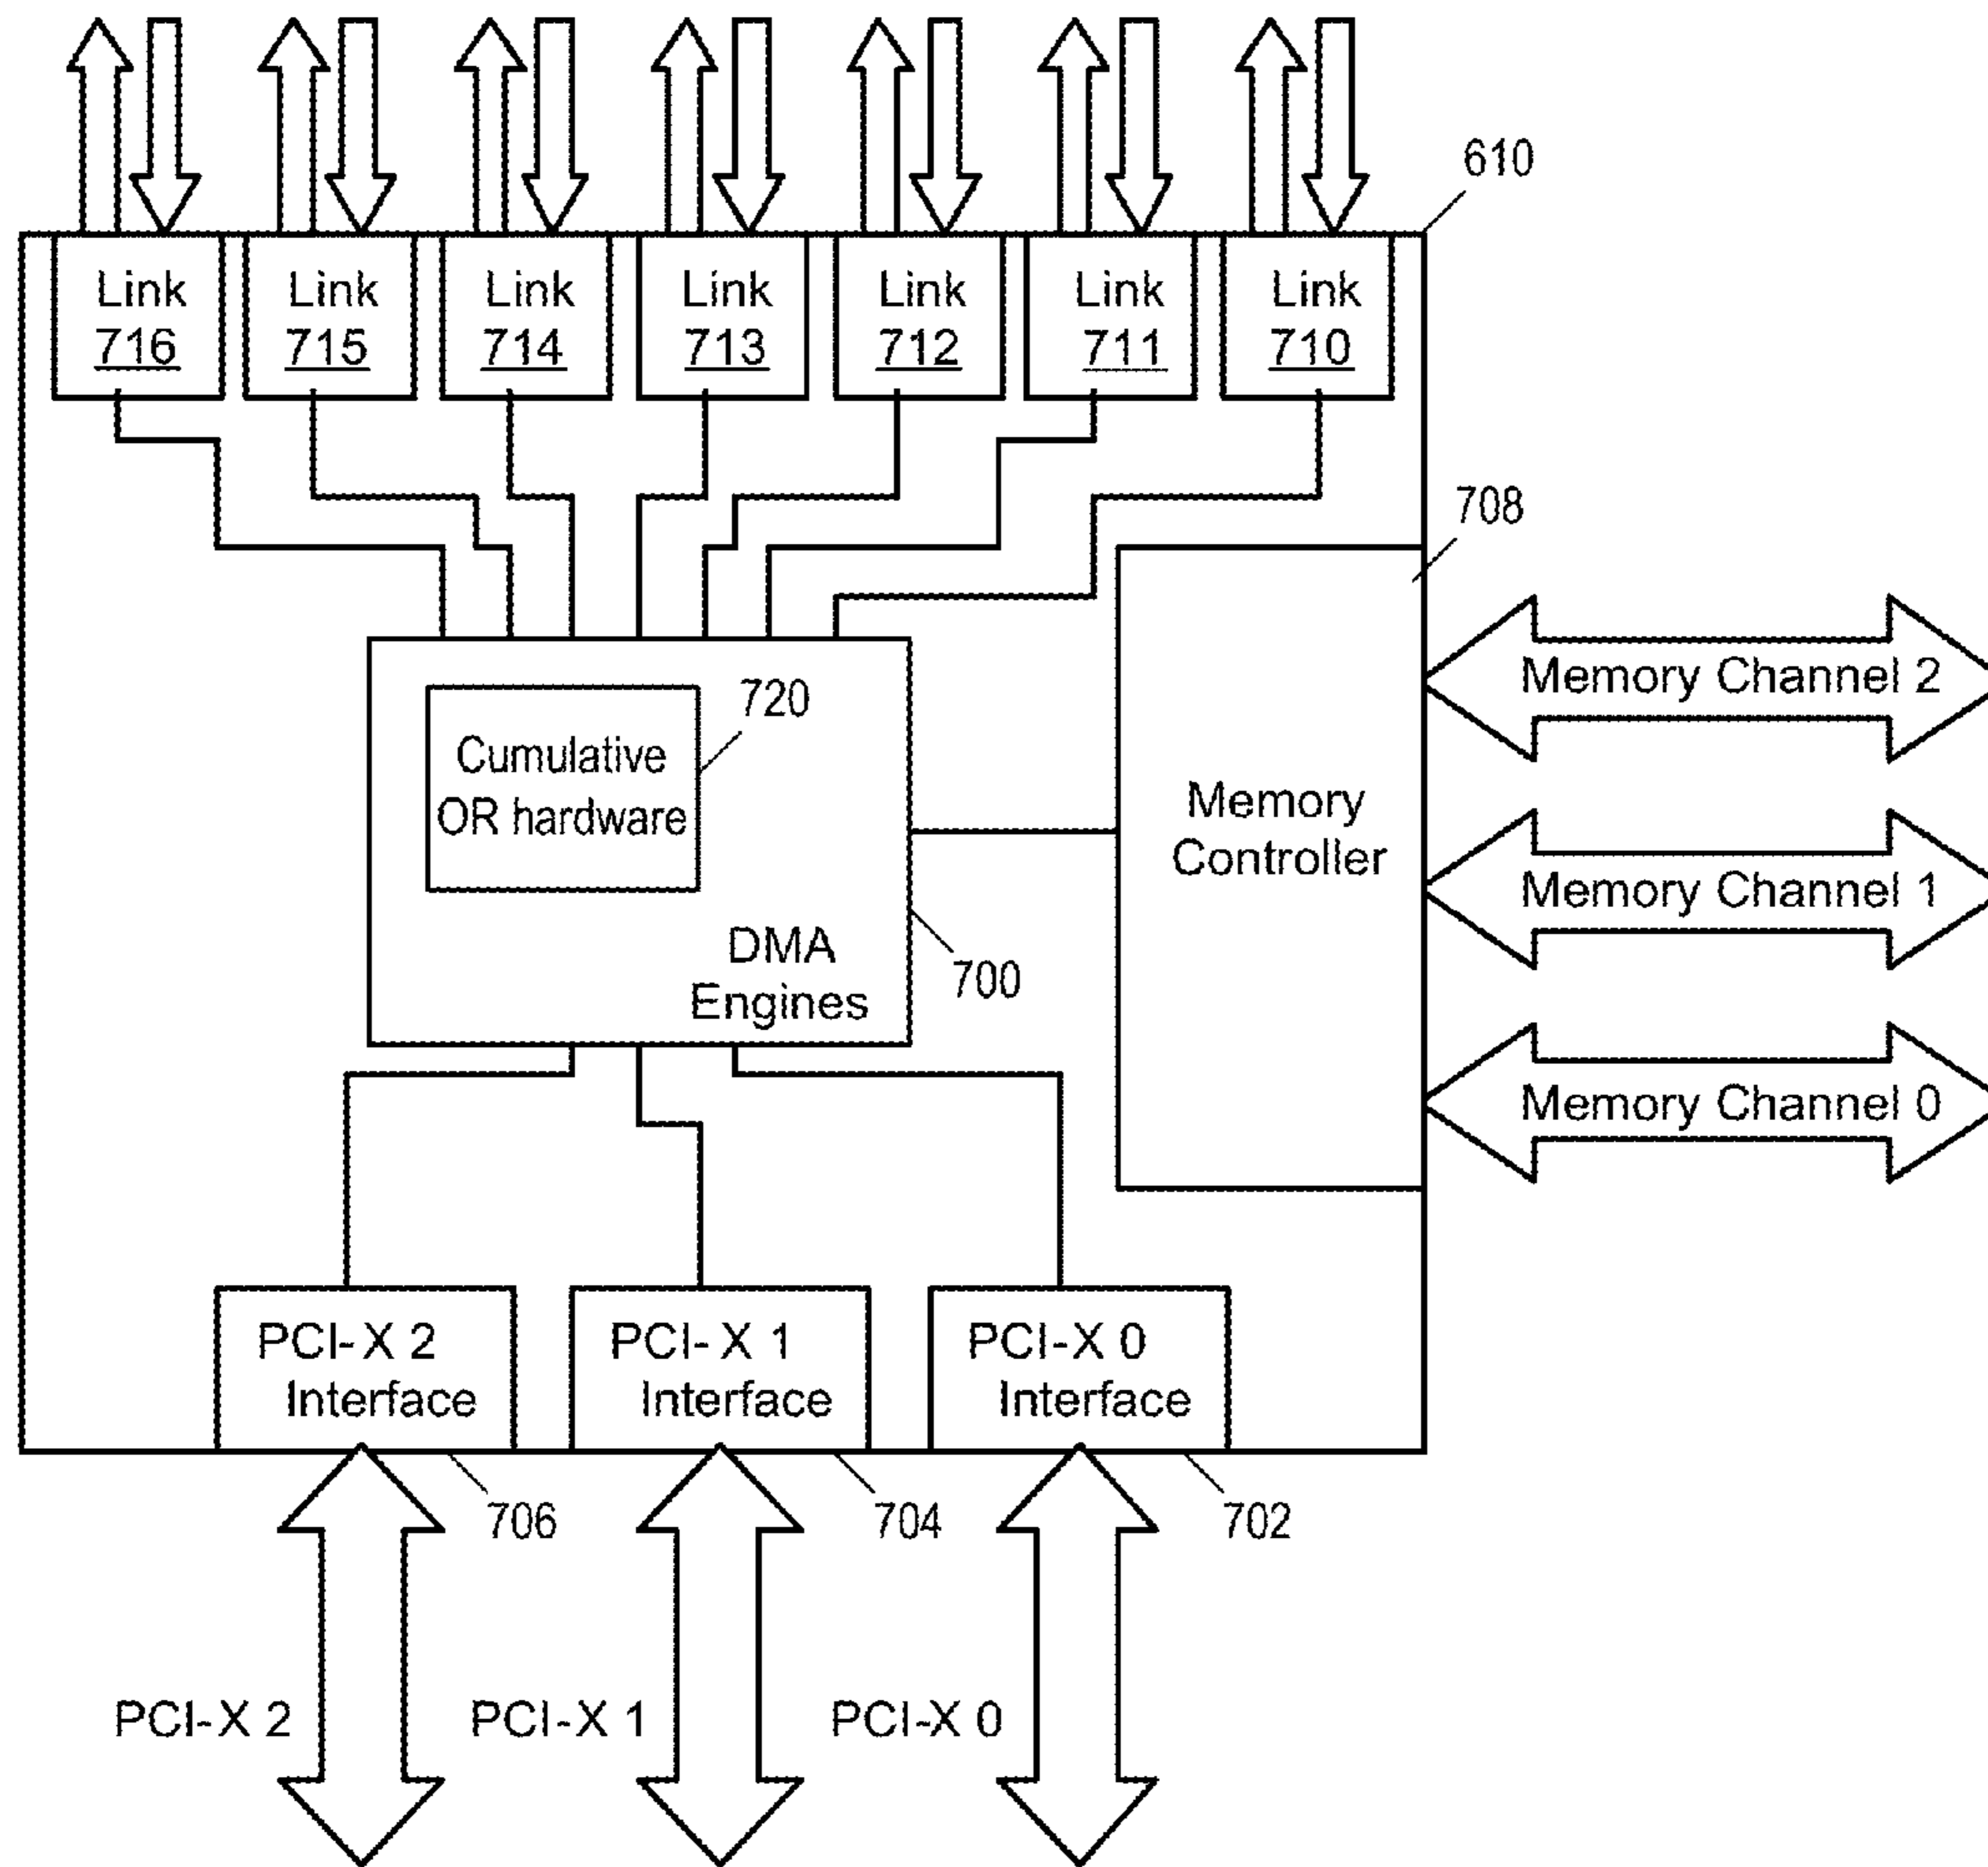 610
Link
716
Link
715
Link
714
Link
713
Link
712
Link
711
Link
710
708
Memory Channel 2
720
Cumulative
OR hardware
Memory
Controller
Memory Channel 1
DMA
Engines
700
Memory Channel 0
PCI-X 2
Interface
PCI-X 1
Interface
PCI-X 0
Interface
706
704
702
PCI-X 2
PCI-X 1
PCI-X 0